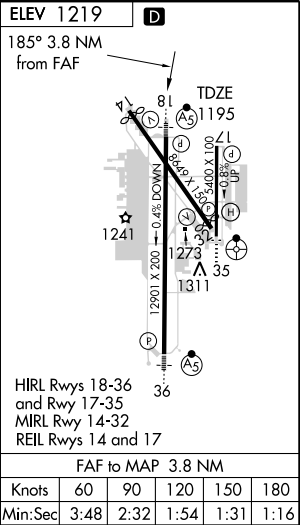 ELEV 1219 D
185° 3.8 NM
from FAF
TDZE
1195
18
14
V
A5
P
17
P
8649 X 150
5400 X 100
0.8%
UP
P
H
V
32
1241
0.4% DOWN
12901 X 200
1273
35
1311
P
A5
36
HIRL Rwys 18-36
and Rwy 17-35
MIRL Rwy 14-32
REIL Rwys 14 and 17
FAF to MAP 3.8 NM
Knots 60 90 120 150 180
Min:Sec 3:48 2:32 1:54 1:31 1:16